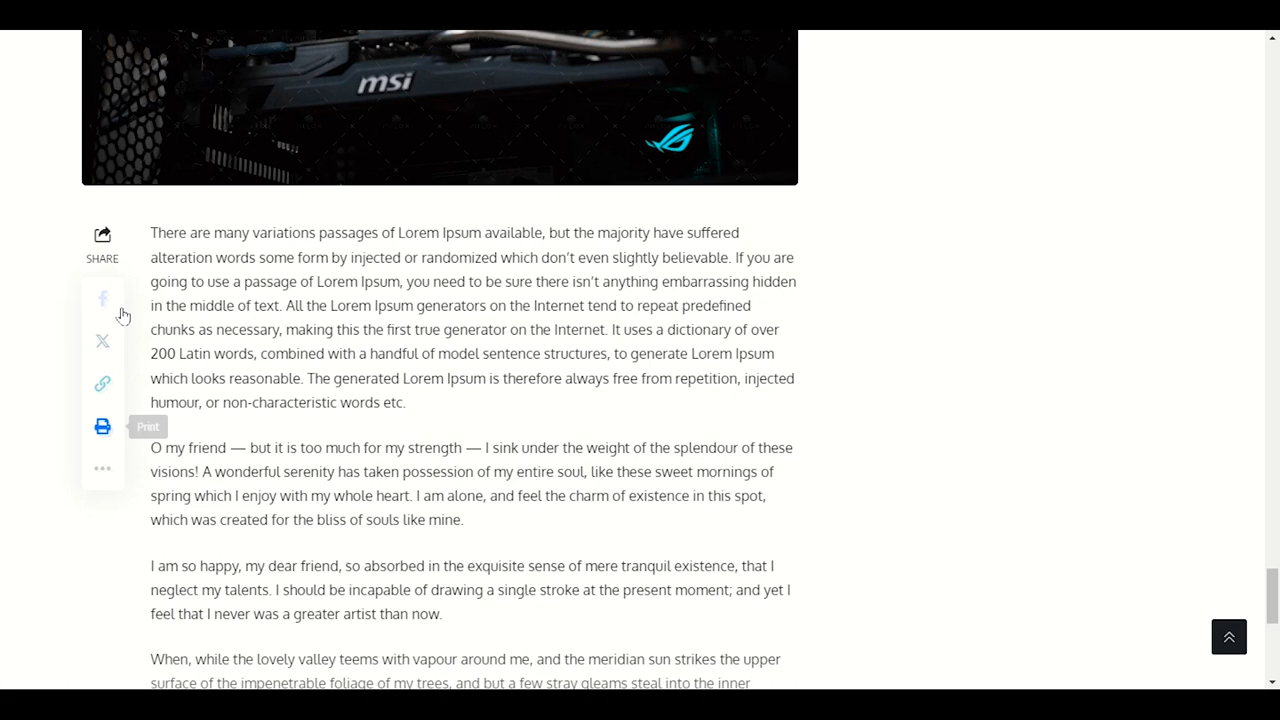 msi
There are many variations passages of Lorem Ipsum available, but the majority have suffered
SHARE
alteration words some form by injected or randomized which don’t even slightly believable. If you are
going to use a passage of Lorem Ipsum, you need to be sure there isn’t anything embarrassing hidden
in the middle of text. All the Lorem Ipsum generators on the Internet tend to repeat predefined
chunks as necessary, making this the first true generator on the Internet. It uses a dictionary of over
200 Latin words, combined with a handful of model sentence structures, to generate Lorem Ipsum
which looks reasonable. The generated Lorem Ipsum is therefore always free from repetition, injected
humour, or non-characteristic words etc.
Print
O my friend — but it is too much for my strength — I sink under the weight of the splendour of these
visions! A wonderful serenity has taken possession of my entire soul, like these sweet mornings of
spring which I enjoy with my whole heart. I am alone, and feel the charm of existence in this spot,
which was created for the bliss of souls like mine.
I am so happy, my dear friend, so absorbed in the exquisite sense of mere tranquil existence, that I
neglect my talents. I should be incapable of drawing a single stroke at the present moment; and yet I
feel that I never was a greater artist than now.
When, while the lovely valley teems with vapour around me, and the meridian sun strikes the upper
surface of the impenetrable foliage of my trees, and but a few stray gleams steal into the inner